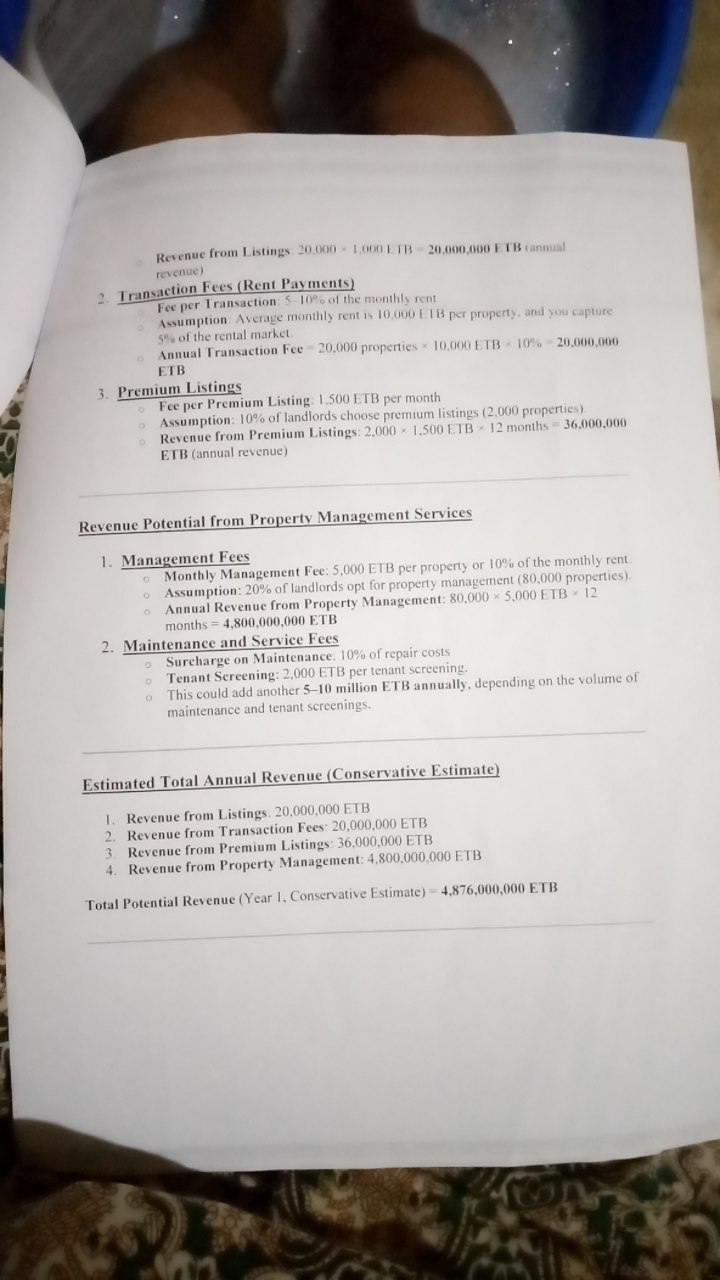 ○ Revenue from Listings: 20,000 × 1,000 ETB = 20,000,000 ETB (annual
revenue)
2. Transaction Fees (Rent Payments)
○ Fee per Transaction: 5–10% of the monthly rent
○ Assumption: Average monthly rent is 10,000 ETB per property, and you capture
5% of the rental market.
○ Annual Transaction Fee = 20,000 properties × 10,000 ETB × 10% = 20,000,000
ETB
3. Premium Listings
○ Fee per Premium Listing: 1,500 ETB per month
○ Assumption: 10% of landlords choose premium listings (2,000 properties).
○ Revenue from Premium Listings: 2,000 × 1,500 ETB × 12 months = 36,000,000
ETB (annual revenue)
Revenue Potential from Property Management Services
1. Management Fees
○ Monthly Management Fee: 5,000 ETB per property or 10% of the monthly rent.
○ Assumption: 20% of landlords opt for property management (80,000 properties).
○ Annual Revenue from Property Management: 80,000 × 5,000 ETB × 12
months = 4,800,000,000 ETB
2. Maintenance and Service Fees
○ Surcharge on Maintenance: 10% of repair costs
○ Tenant Screening: 2,000 ETB per tenant screening.
○ This could add another 5–10 million ETB annually, depending on the volume of
maintenance and tenant screenings.
Estimated Total Annual Revenue (Conservative Estimate)
1. Revenue from Listings: 20,000,000 ETB
2. Revenue from Transaction Fees: 20,000,000 ETB
3. Revenue from Premium Listings: 36,000,000 ETB
4. Revenue from Property Management: 4,800,000,000 ETB
Total Potential Revenue (Year 1, Conservative Estimate) = 4,876,000,000 ETB